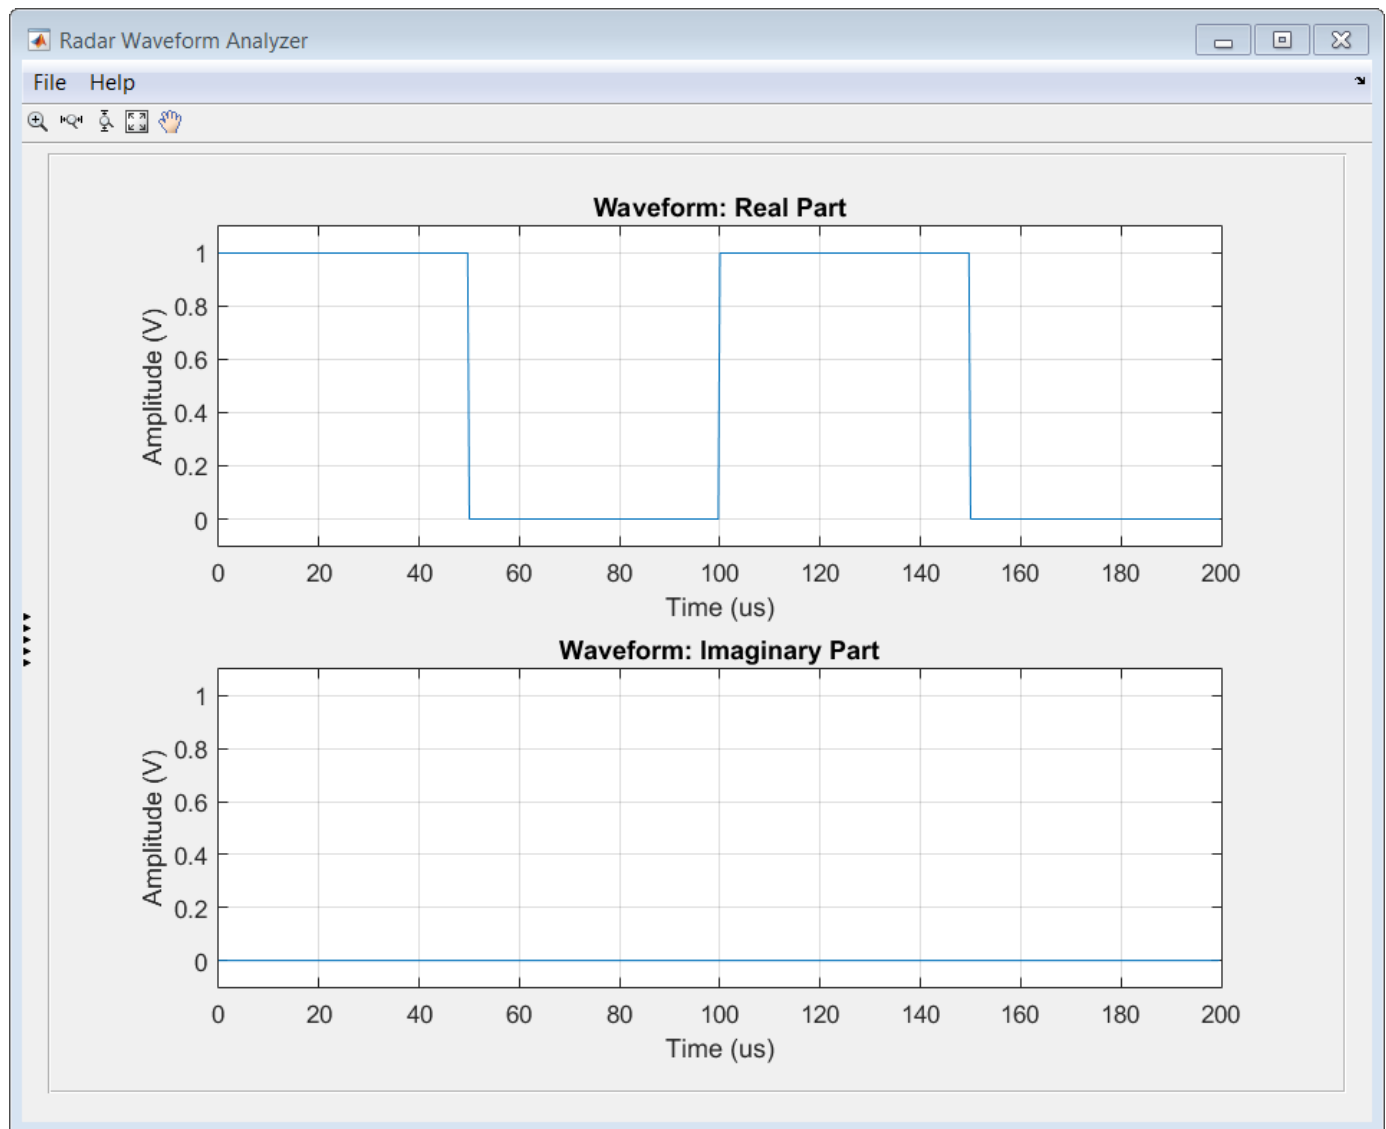 Radar Waveform Analyzer
File Help
Waveform: Real Part
1
0.8
0.6
0.4
0.2
0
Amplitude (V)
0 20 40 60 80 100 120 140 160 180 200
Time (us)
Waveform: Imaginary Part
1
0.8
0.6
0.4
0.2
0
Amplitude (V)
0 20 40 60 80 100 120 140 160 180 200
Time (us)